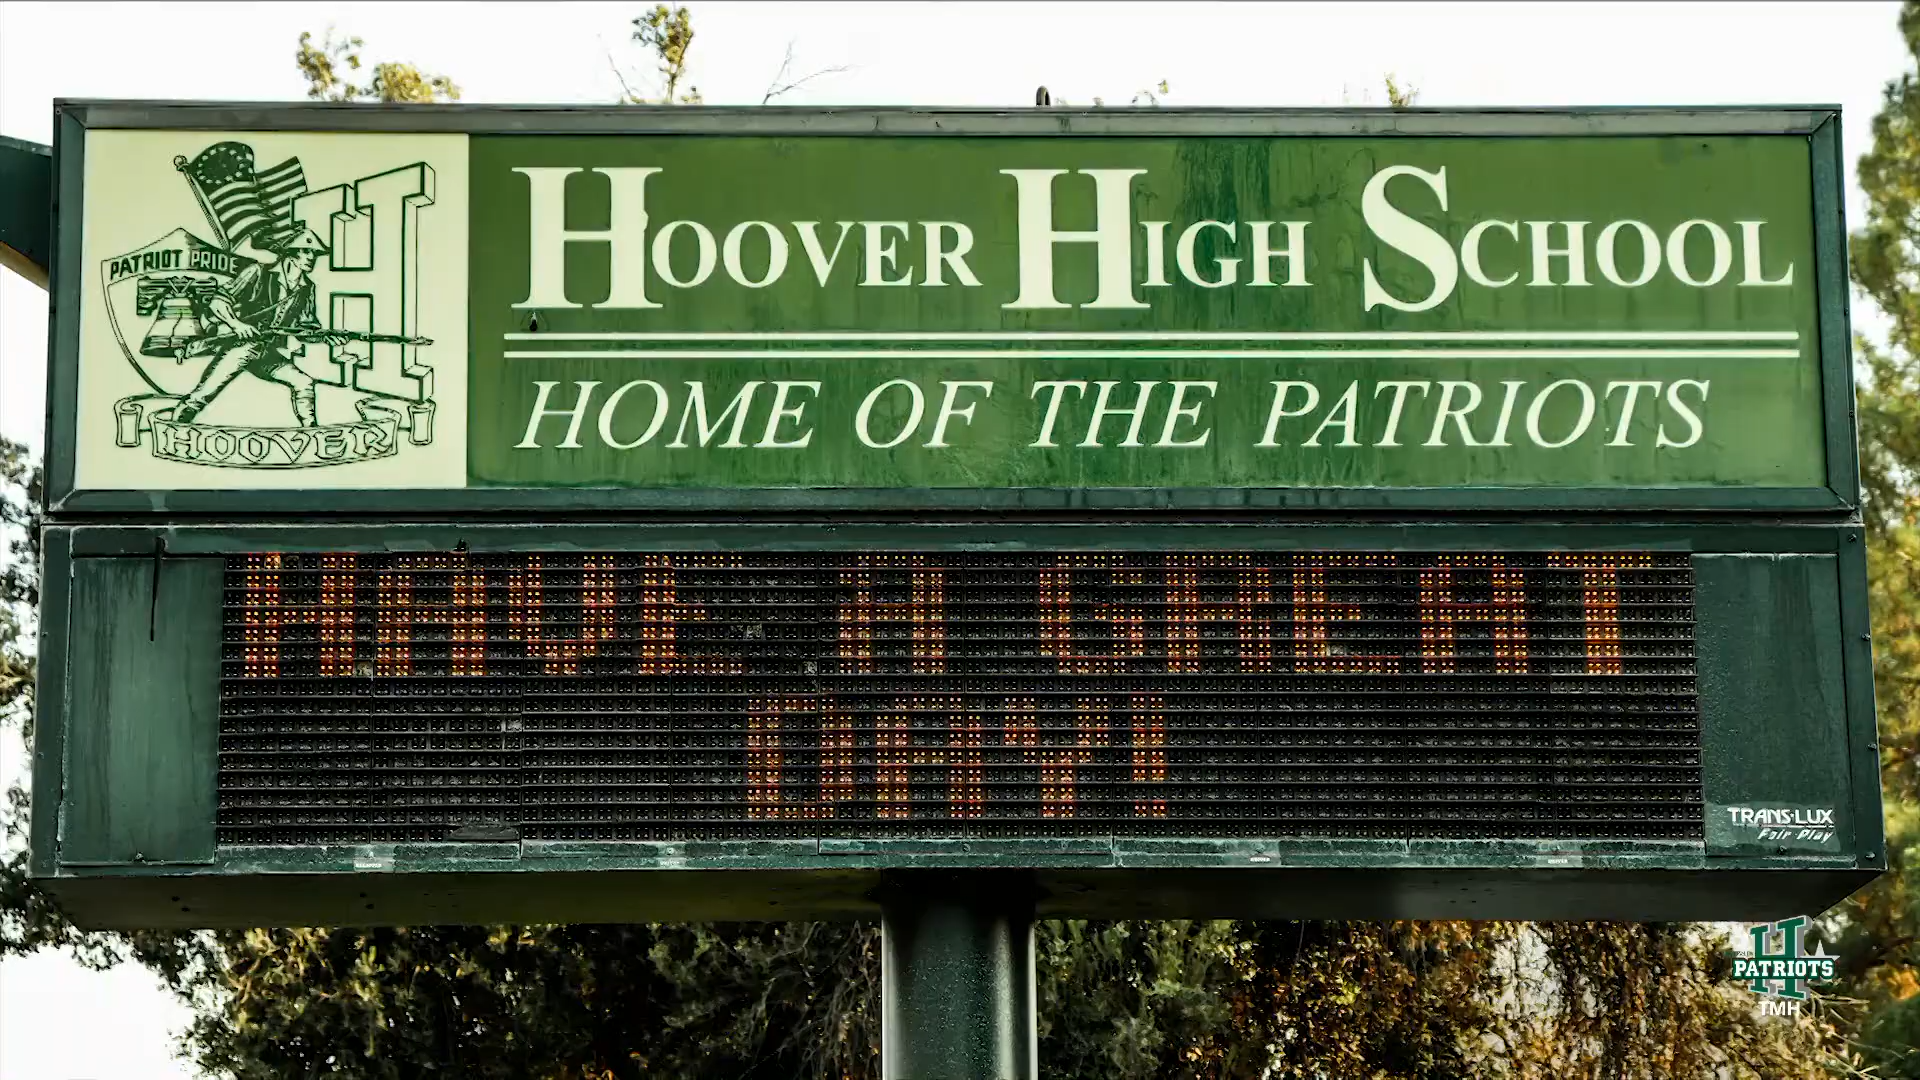 PATRIOT PRIDE
HOOVER
HOOVER HIGH SCHOOL
HOME OF THE PATRIOTS
HAVE A GREAT
DAY!
TRANS-LUX
Fair Play
H
PATRIOTS
TMH